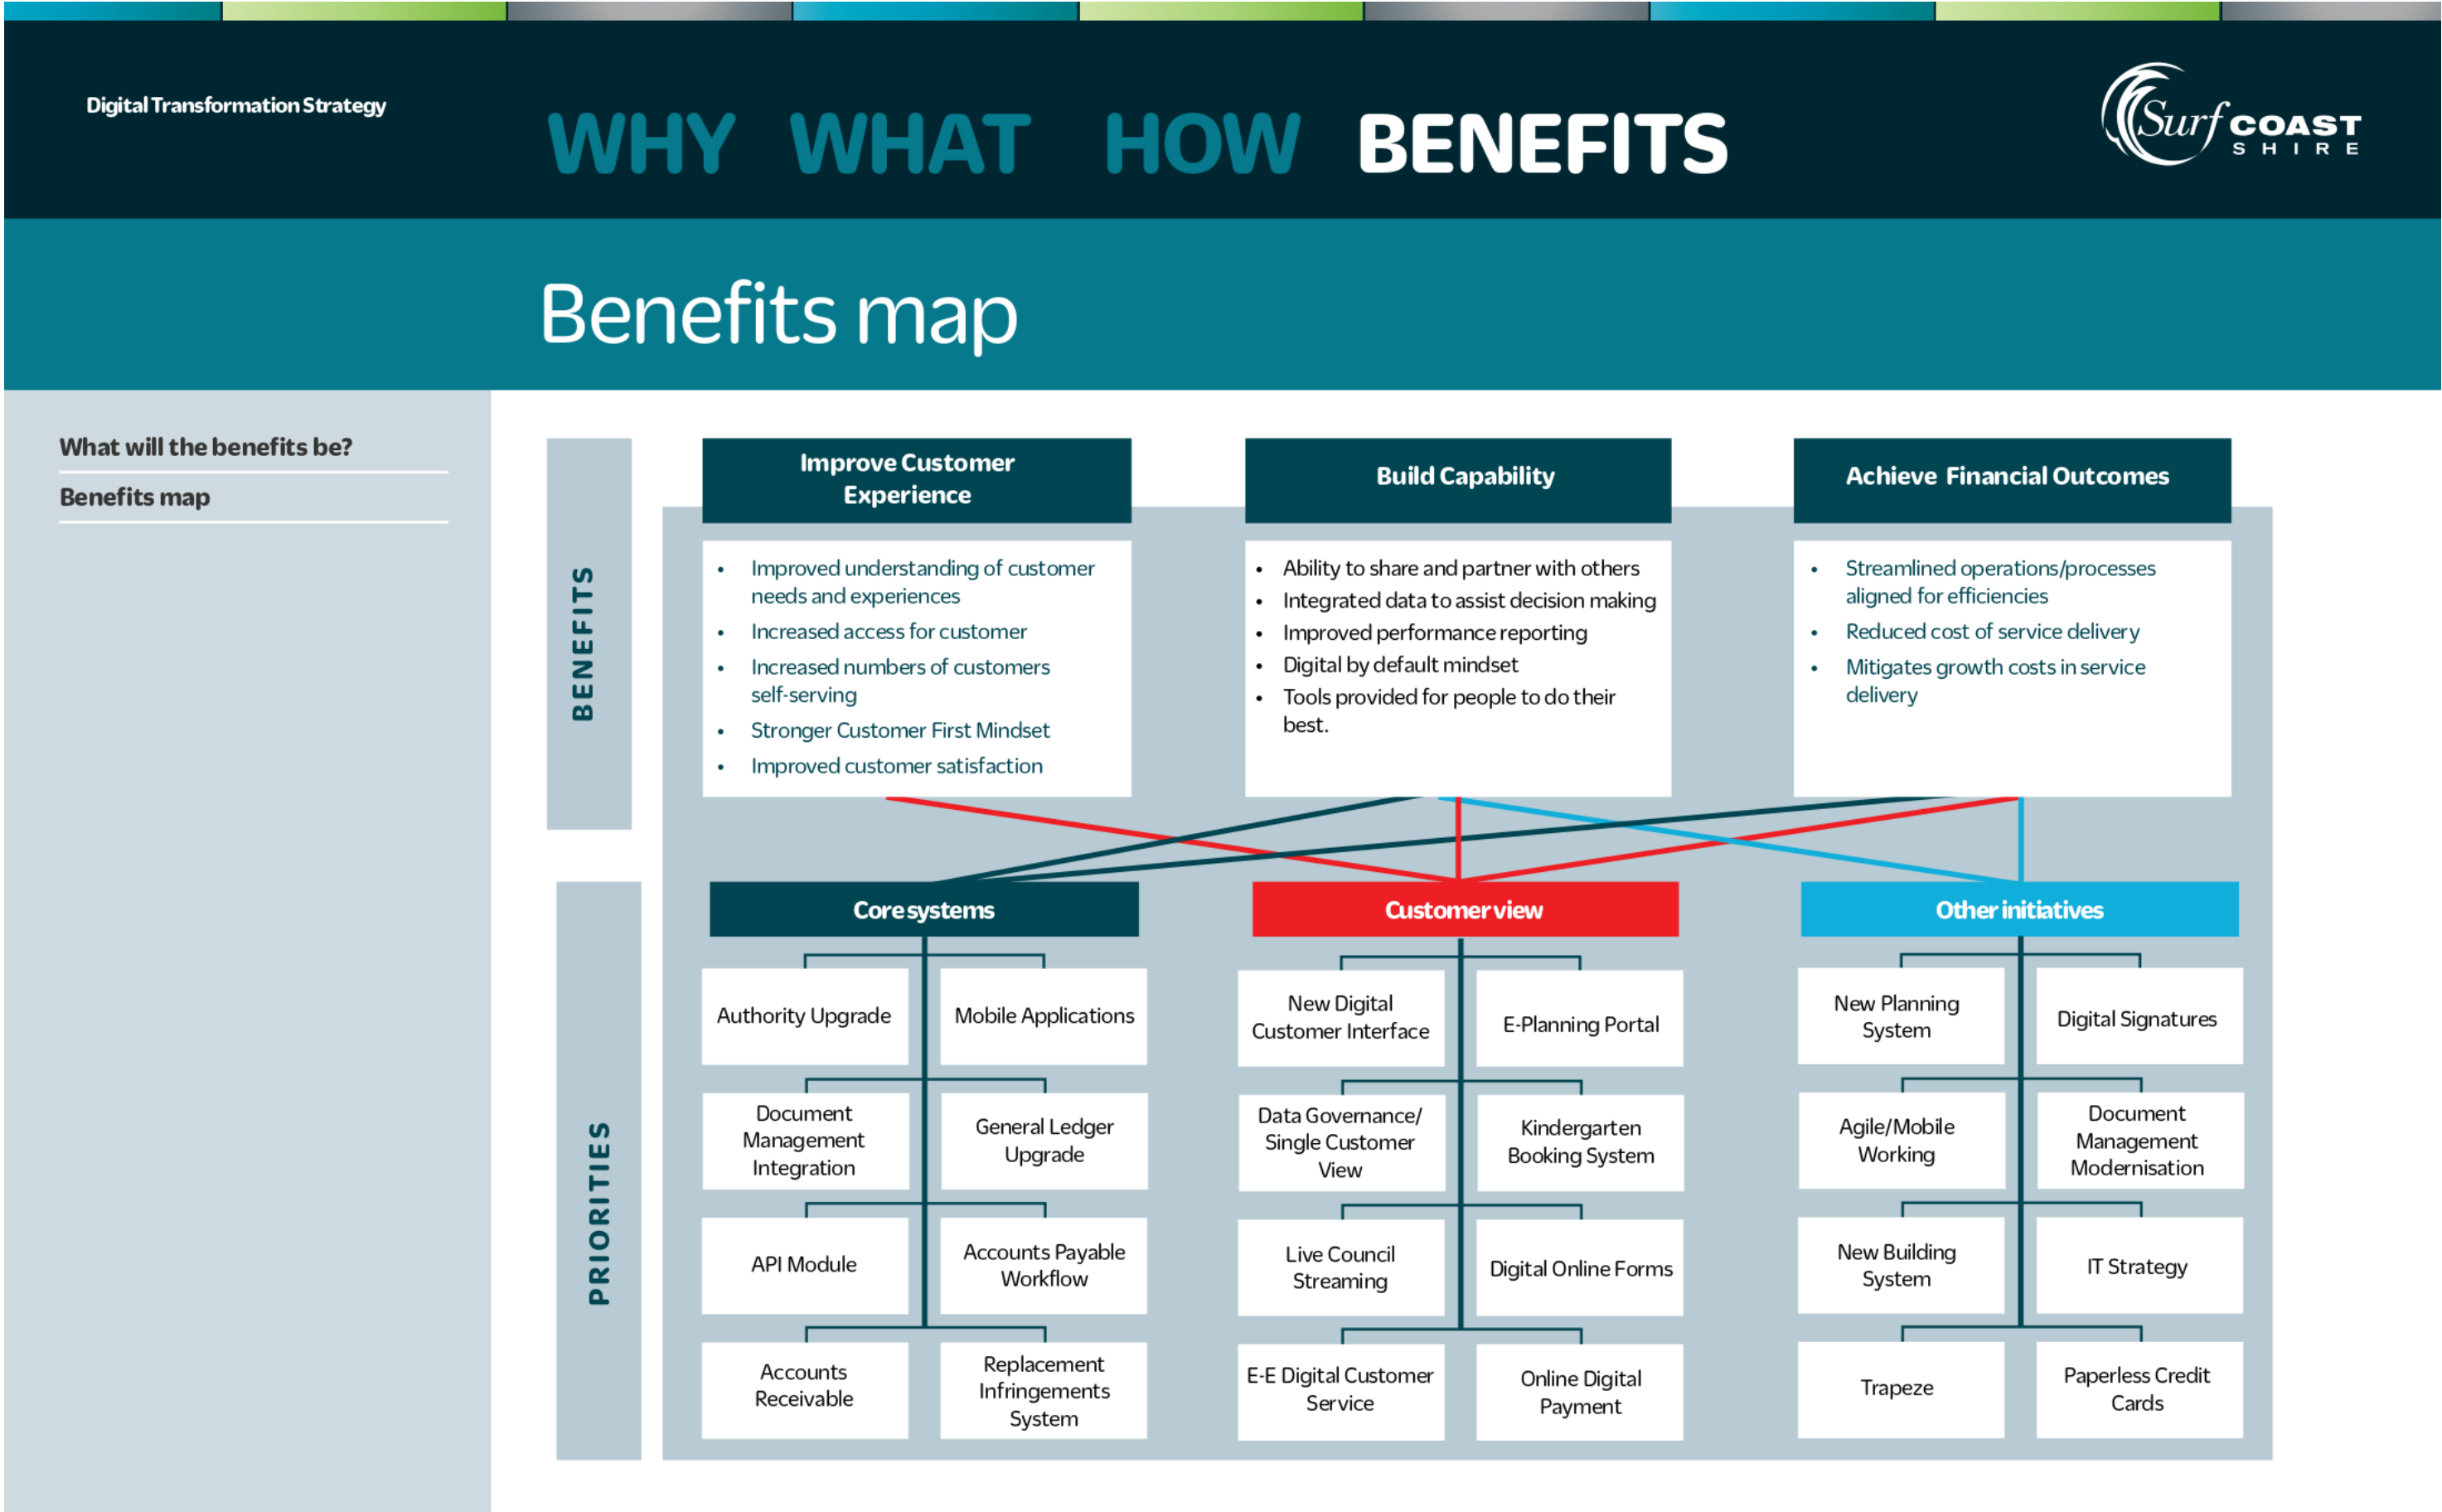 Digital Transformation Strategy
WHY WHAT HOW BENEFITS
Surf COAST
SHIRE
Benefits map
What will the benefits be?
Benefits map
BENEFITS
Improve Customer
Experience
• Improved understanding of customer
needs and experiences
• Increased access for customer
• Increased numbers of customers
self-serving
• Stronger Customer First Mindset
• Improved customer satisfaction
Build Capability
• Ability to share and partner with others
• Integrated data to assist decision making
• Improved performance reporting
• Digital by default mindset
• Tools provided for people to do their
best.
Achieve Financial Outcomes
• Streamlined operations/processes
aligned for efficiencies
• Reduced cost of service delivery
• Mitigates growth costs in service
delivery
PRIORITIES
Core systems
Authority Upgrade
Mobile Applications
Document
Management
Integration
General Ledger
Upgrade
API Module
Accounts Payable
Workflow
Accounts
Receivable
Replacement
Infringements
System
Customer view
New Digital
Customer Interface
E-Planning Portal
Data Governance/
Single Customer
View
Kindergarten
Booking System
Live Council
Streaming
Digital Online Forms
E-E Digital Customer
Service
Online Digital
Payment
Other initiatives
New Planning
System
Digital Signatures
Agile/Mobile
Working
Document
Management
Modernisation
New Building
System
IT Strategy
Trapeze
Paperless Credit
Cards